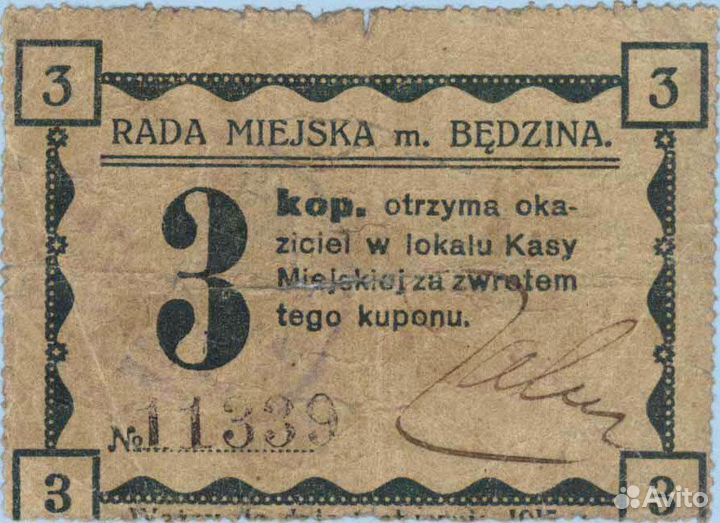 3 3
RADA MIEJSKA m. BĘDZINA.
3
kop. otrzyma oka-
ziciel w lokalu Kasy
Miejskiej za zwrotem
tego kuponu.
№ 11339
3 3
Avito